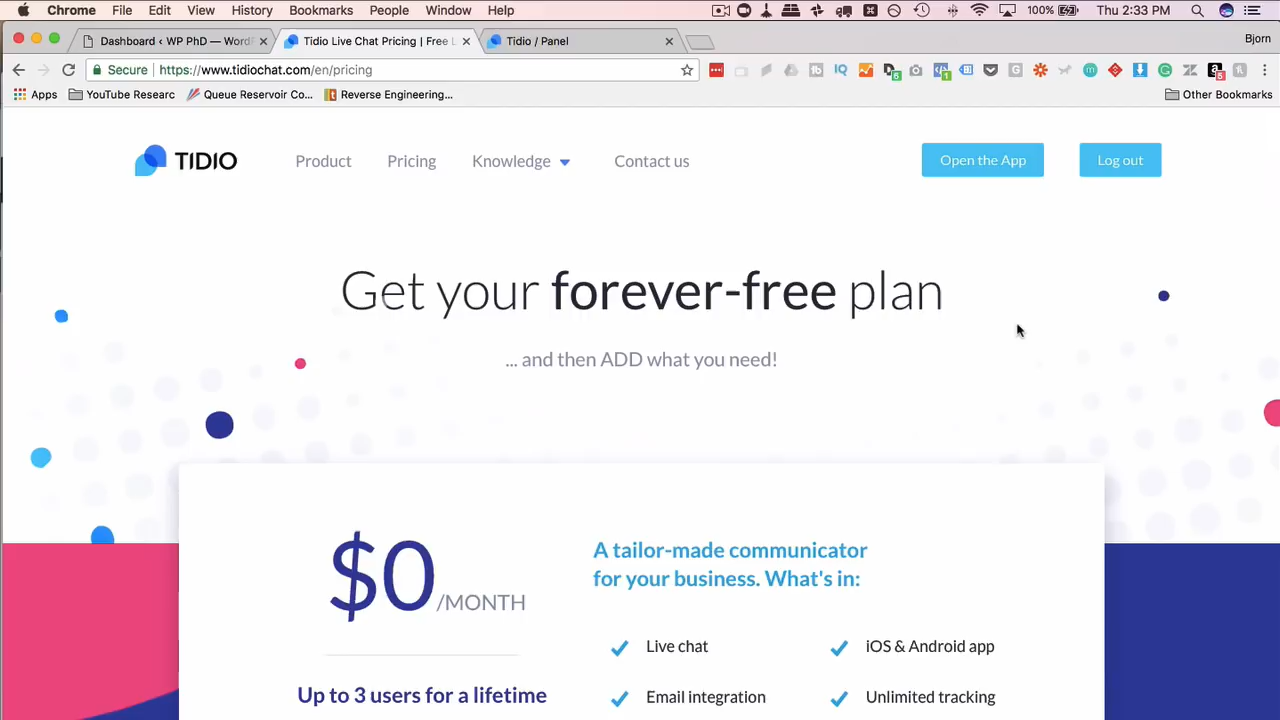 Chrome File Edit View History Bookmarks People Window Help 100% Thu 2:33 PM
Dashboard ‹ WP PhD — Word
Tidio Live Chat Pricing | Free L
Tidio / Panel
Bjorn
Secure https://www.tidiochat.com/en/pricing
Apps YouTube Researc Queue Reservoir Co... Reverse Engineering... Other Bookmarks
TIDIO Product Pricing Knowledge Contact us Open the App Log out
Get your forever-free plan
... and then ADD what you need!
$0/MONTH
Up to 3 users for a lifetime
A tailor-made communicator
for your business. What's in:
Live chat iOS & Android app
Email integration Unlimited tracking